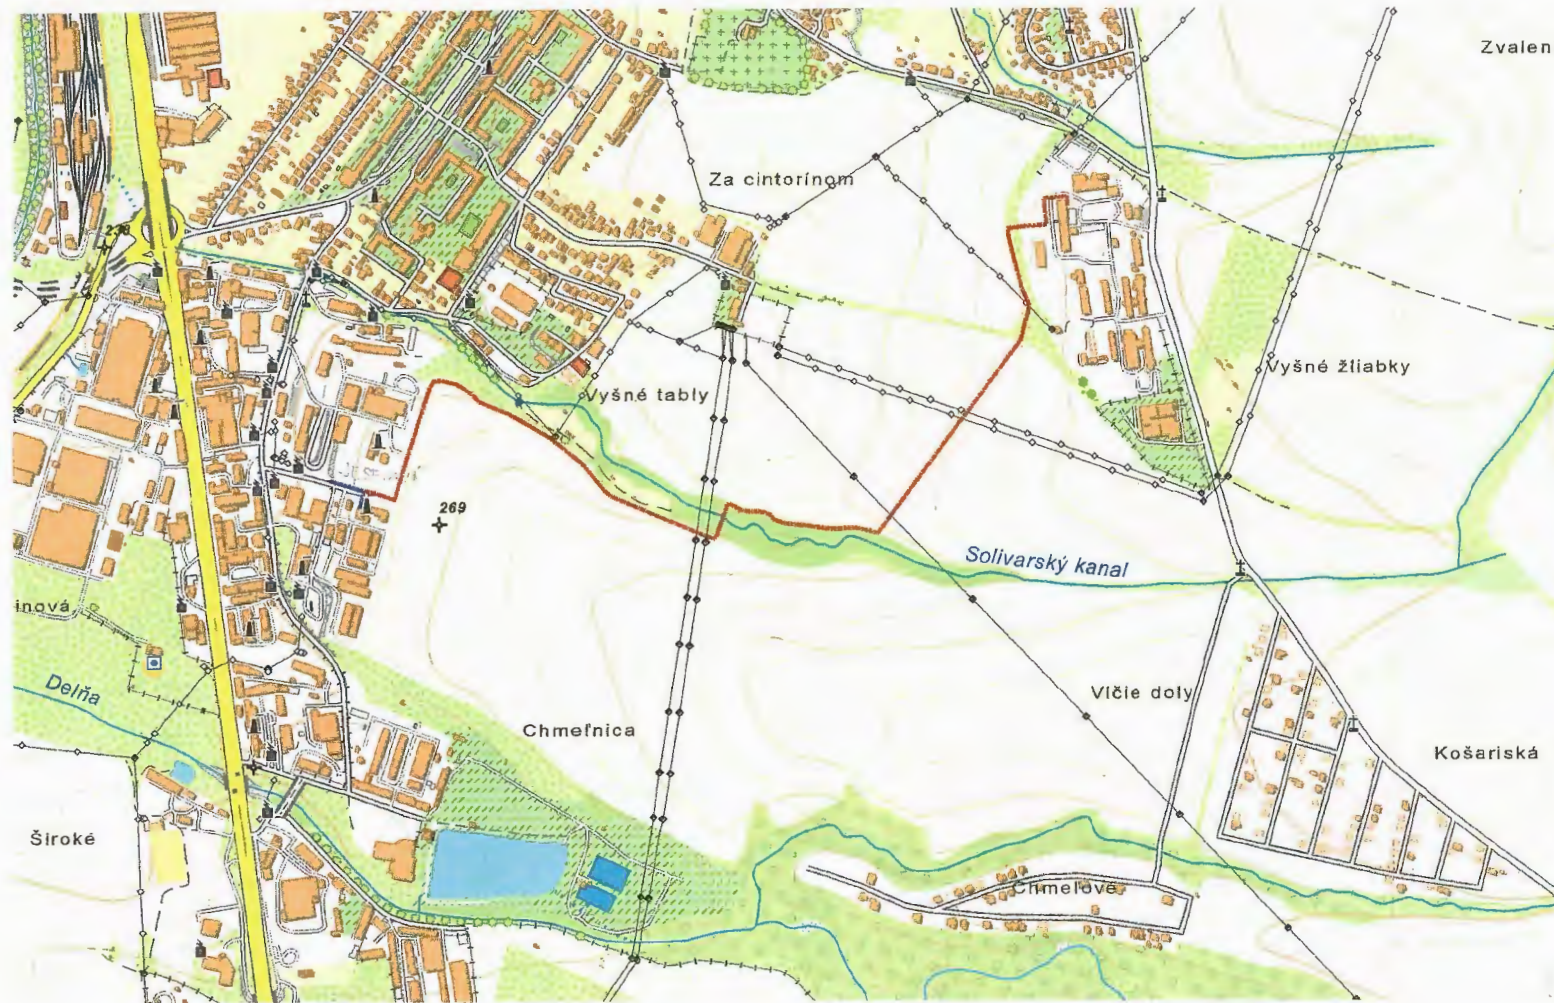 Zvalen
Za cintorínom
238
Vyšné žliabky
Vyšné tably
269
Solivarský kanal
inová
Delňa
Vlčie doly
Chmeľnica
Košariská
Široké
Chmeľové